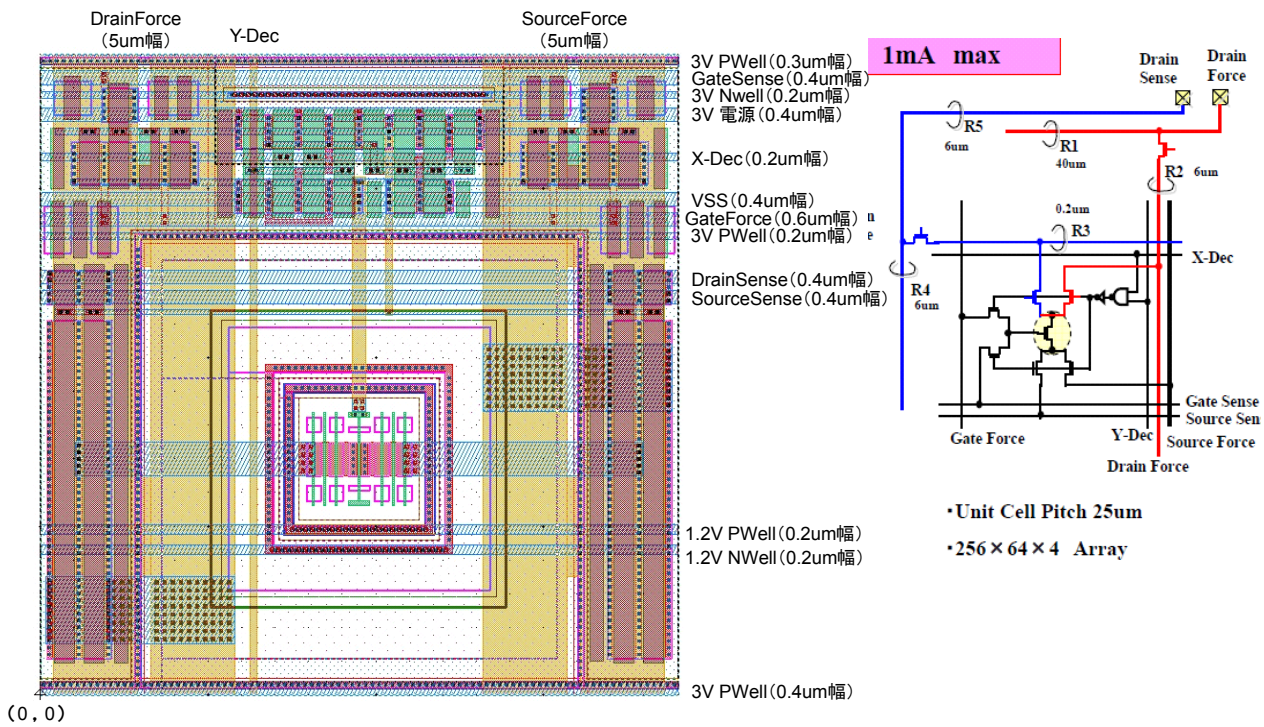 DrainForce
（5um幅）
Y-Dec
SourceForce
（5um幅）
3V PWell（0.3um幅）
GateSense（0.4um幅）
3V Nwell（0.2um幅）
3V 電源（0.4um幅）
X-Dec（0.2um幅）
VSS（0.4um幅）
GateForce（0.6um幅）
3V PWell（0.2um幅）
DrainSense（0.4um幅）
SourceSense（0.4um幅）
1.2V PWell（0.2um幅）
1.2V NWell（0.2um幅）
3V PWell（0.4um幅）
（0，0）
1mA max
Drain
Sense
Drain
Force
R5
6um
R1
40um
R2 6um
0.2um
R3
X-Dec
R4
6um
Gate Sense
Source Sen
Gate Force
Y-Dec
Source Force
Drain Force
・Unit Cell Pitch 25um
・256×64×4 Array